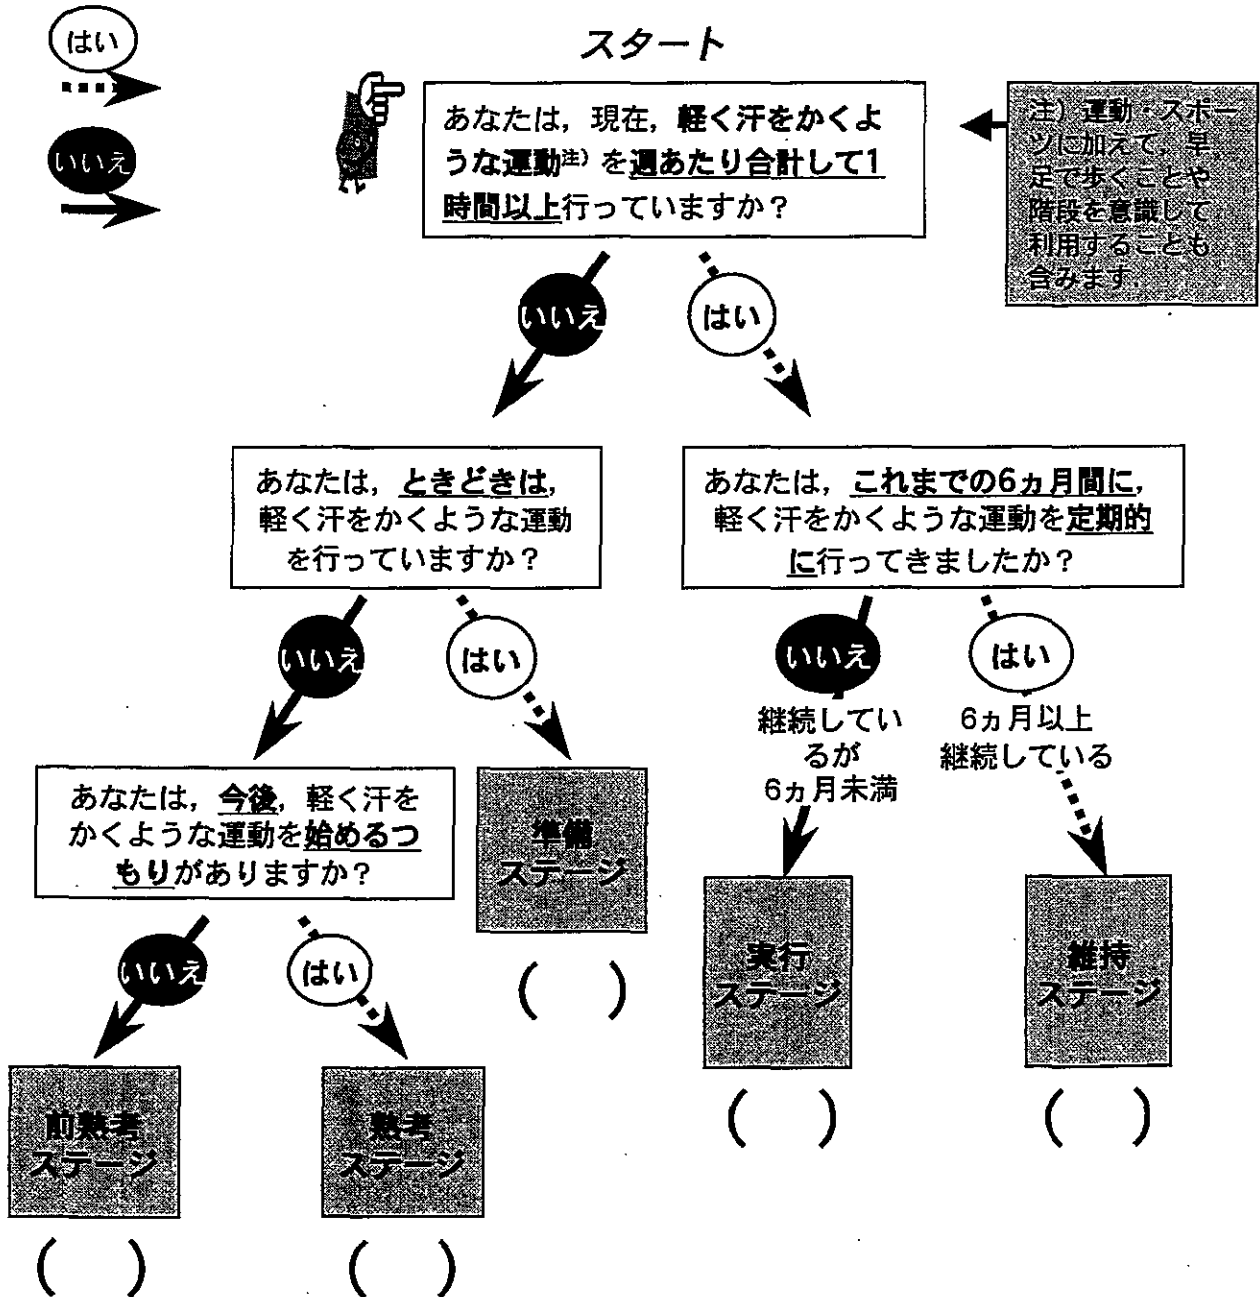 はい
いいえ
スタート
あなたは，現在，軽く汗をかくよ
うな運動注）を週あたり合計して1
時間以上行っていますか？
注）運動・スポー
ツに加えて，早
足で歩くことや
階段を意識して
利用することも
含みます．
いいえ
はい
あなたは，ときどきは，
軽く汗をかくような運動
を行っていますか？
あなたは，これまでの6ヵ月間に，
軽く汗をかくような運動を定期的
に行ってきましたか？
いいえ
はい
いいえ
はい
継続してい
るが
6ヵ月未満
6ヵ月以上
継続している
あなたは，今後，軽く汗を
かくような運動を始めるつ
もりがありますか？
準備
ステージ
(　)
いいえ
はい
実行
ステージ
(　)
維持
ステージ
(　)
前熟考
ステージ
(　)
熟考
ステージ
(　)